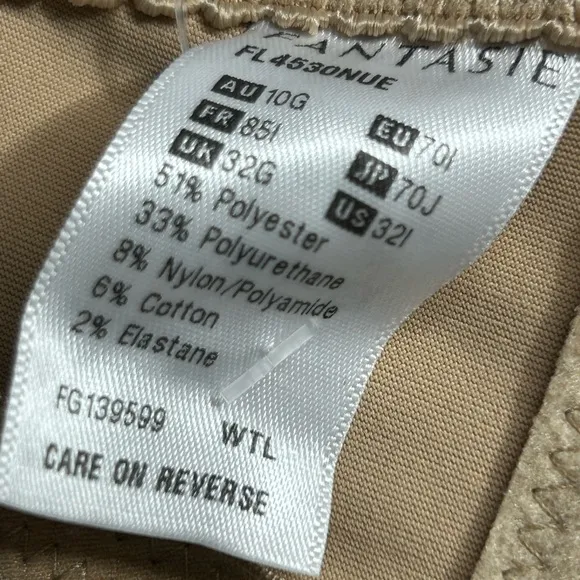 FANTASIE
FL4530NUE
AU 10G EU 70I
FR 85I JP 70J
UK 32G US 32I
51% Polyester
33% Polyurethane
8% Nylon/Polyamide
6% Cotton
2% Elastane
FG139599 WTL
CARE ON REVERSE